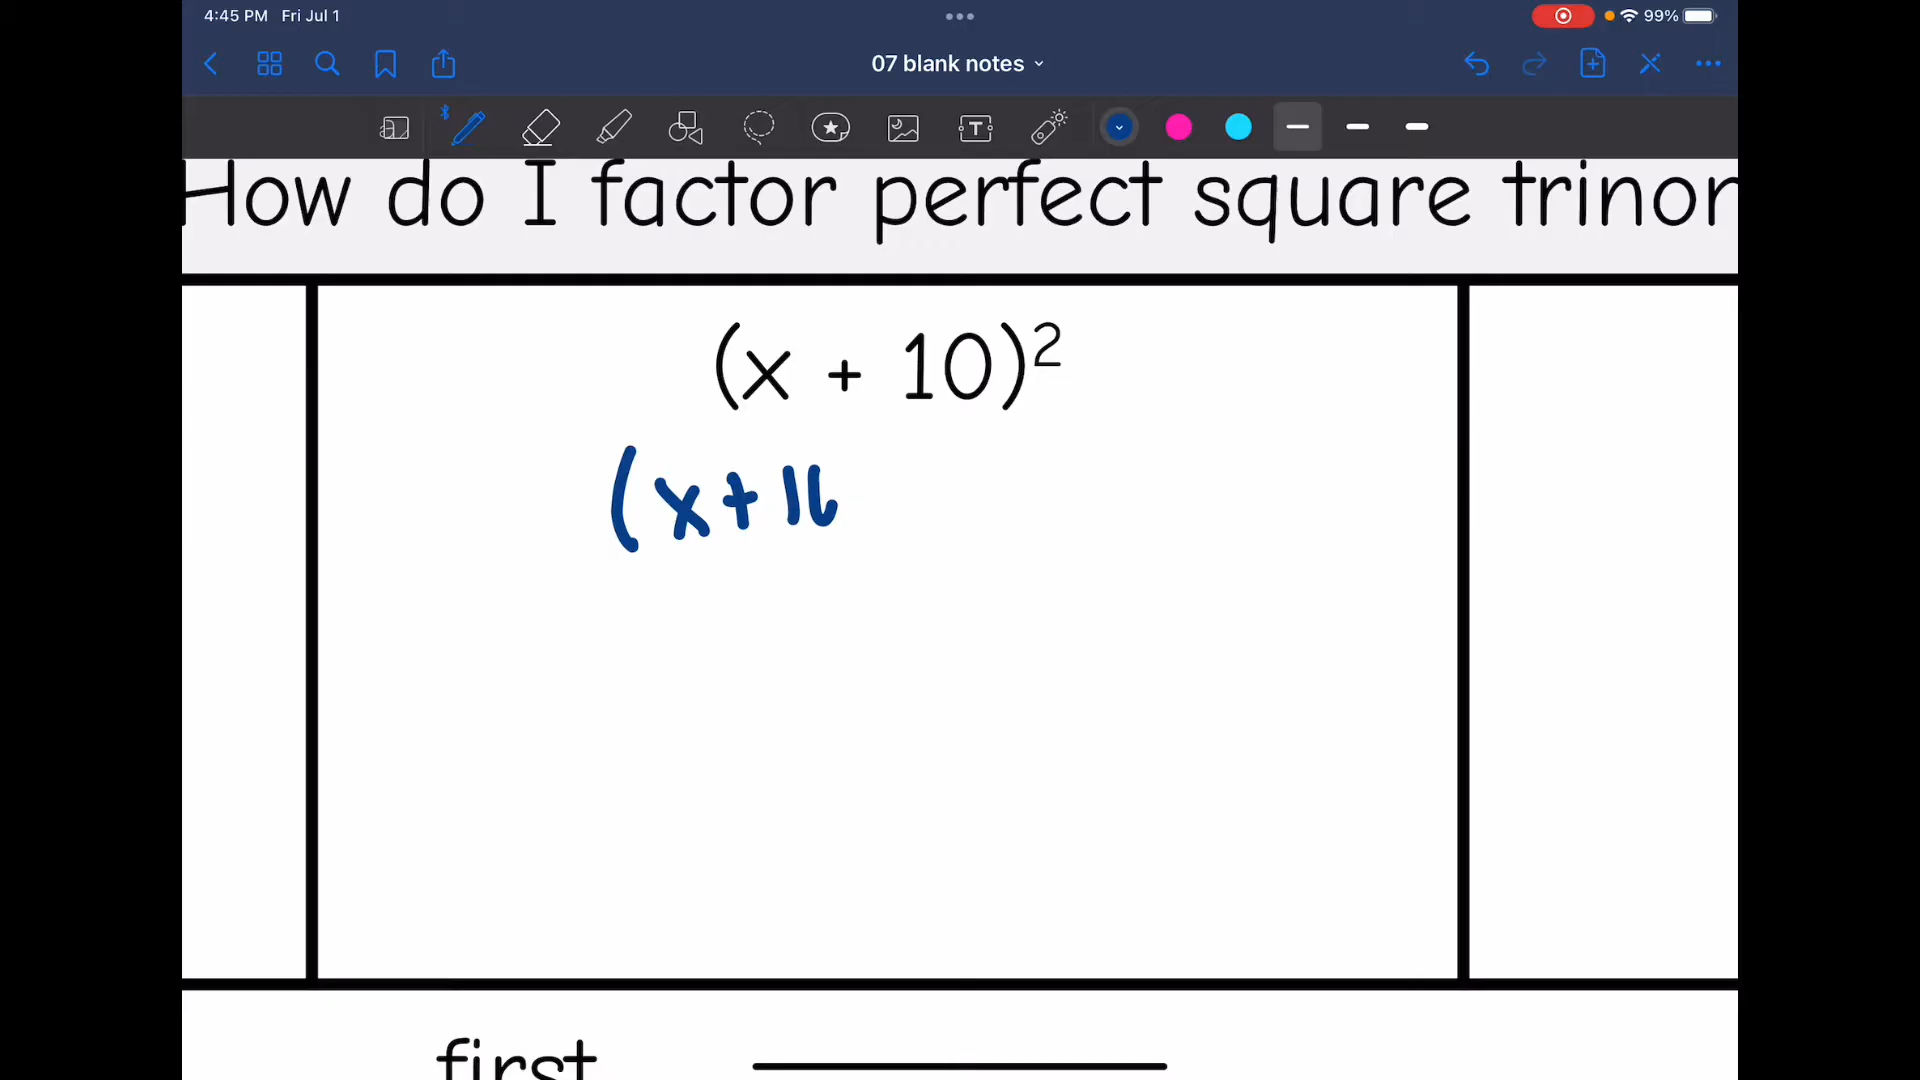 4:45 PM Fri Jul 1
99%
07 blank notes
How do I factor perfect square trinor
(x + 10)²
(x+10
first